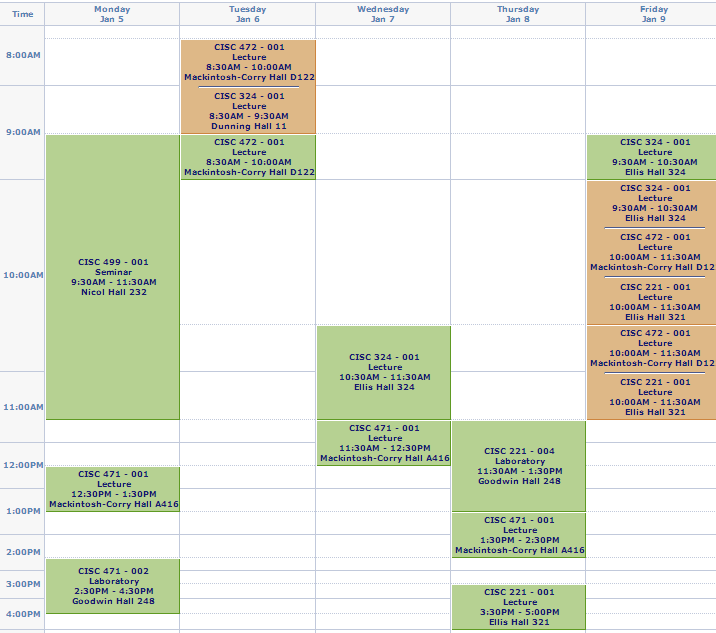 Time
Monday
Jan 5
Tuesday
Jan 6
Wednesday
Jan 7
Thursday
Jan 8
Friday
Jan 9
8:00AM
CISC 472 - 001
Lecture
8:30AM - 10:00AM
Mackintosh-Corry Hall D122
CISC 324 - 001
Lecture
8:30AM - 9:30AM
Dunning Hall 11
9:00AM
CISC 499 - 001
Seminar
9:30AM - 11:30AM
Nicol Hall 232
CISC 472 - 001
Lecture
8:30AM - 10:00AM
Mackintosh-Corry Hall D122
CISC 324 - 001
Lecture
9:30AM - 10:30AM
Ellis Hall 324
10:00AM
CISC 324 - 001
Lecture
9:30AM - 10:30AM
Ellis Hall 324
CISC 472 - 001
Lecture
10:00AM - 11:30AM
Mackintosh-Corry Hall D12
CISC 221 - 001
Lecture
10:00AM - 11:30AM
Ellis Hall 321
CISC 324 - 001
Lecture
10:30AM - 11:30AM
Ellis Hall 324
CISC 472 - 001
Lecture
10:00AM - 11:30AM
Mackintosh-Corry Hall D12
CISC 221 - 001
Lecture
10:00AM - 11:30AM
Ellis Hall 321
11:00AM
CISC 471 - 001
Lecture
11:30AM - 12:30PM
Mackintosh-Corry Hall A416
CISC 221 - 004
Laboratory
11:30AM - 1:30PM
Goodwin Hall 248
12:00PM
CISC 471 - 001
Lecture
12:30PM - 1:30PM
Mackintosh-Corry Hall A416
1:00PM
CISC 471 - 001
Lecture
1:30PM - 2:30PM
Mackintosh-Corry Hall A416
2:00PM
CISC 471 - 002
Laboratory
2:30PM - 4:30PM
Goodwin Hall 248
3:00PM
CISC 221 - 001
Lecture
3:30PM - 5:00PM
Ellis Hall 321
4:00PM